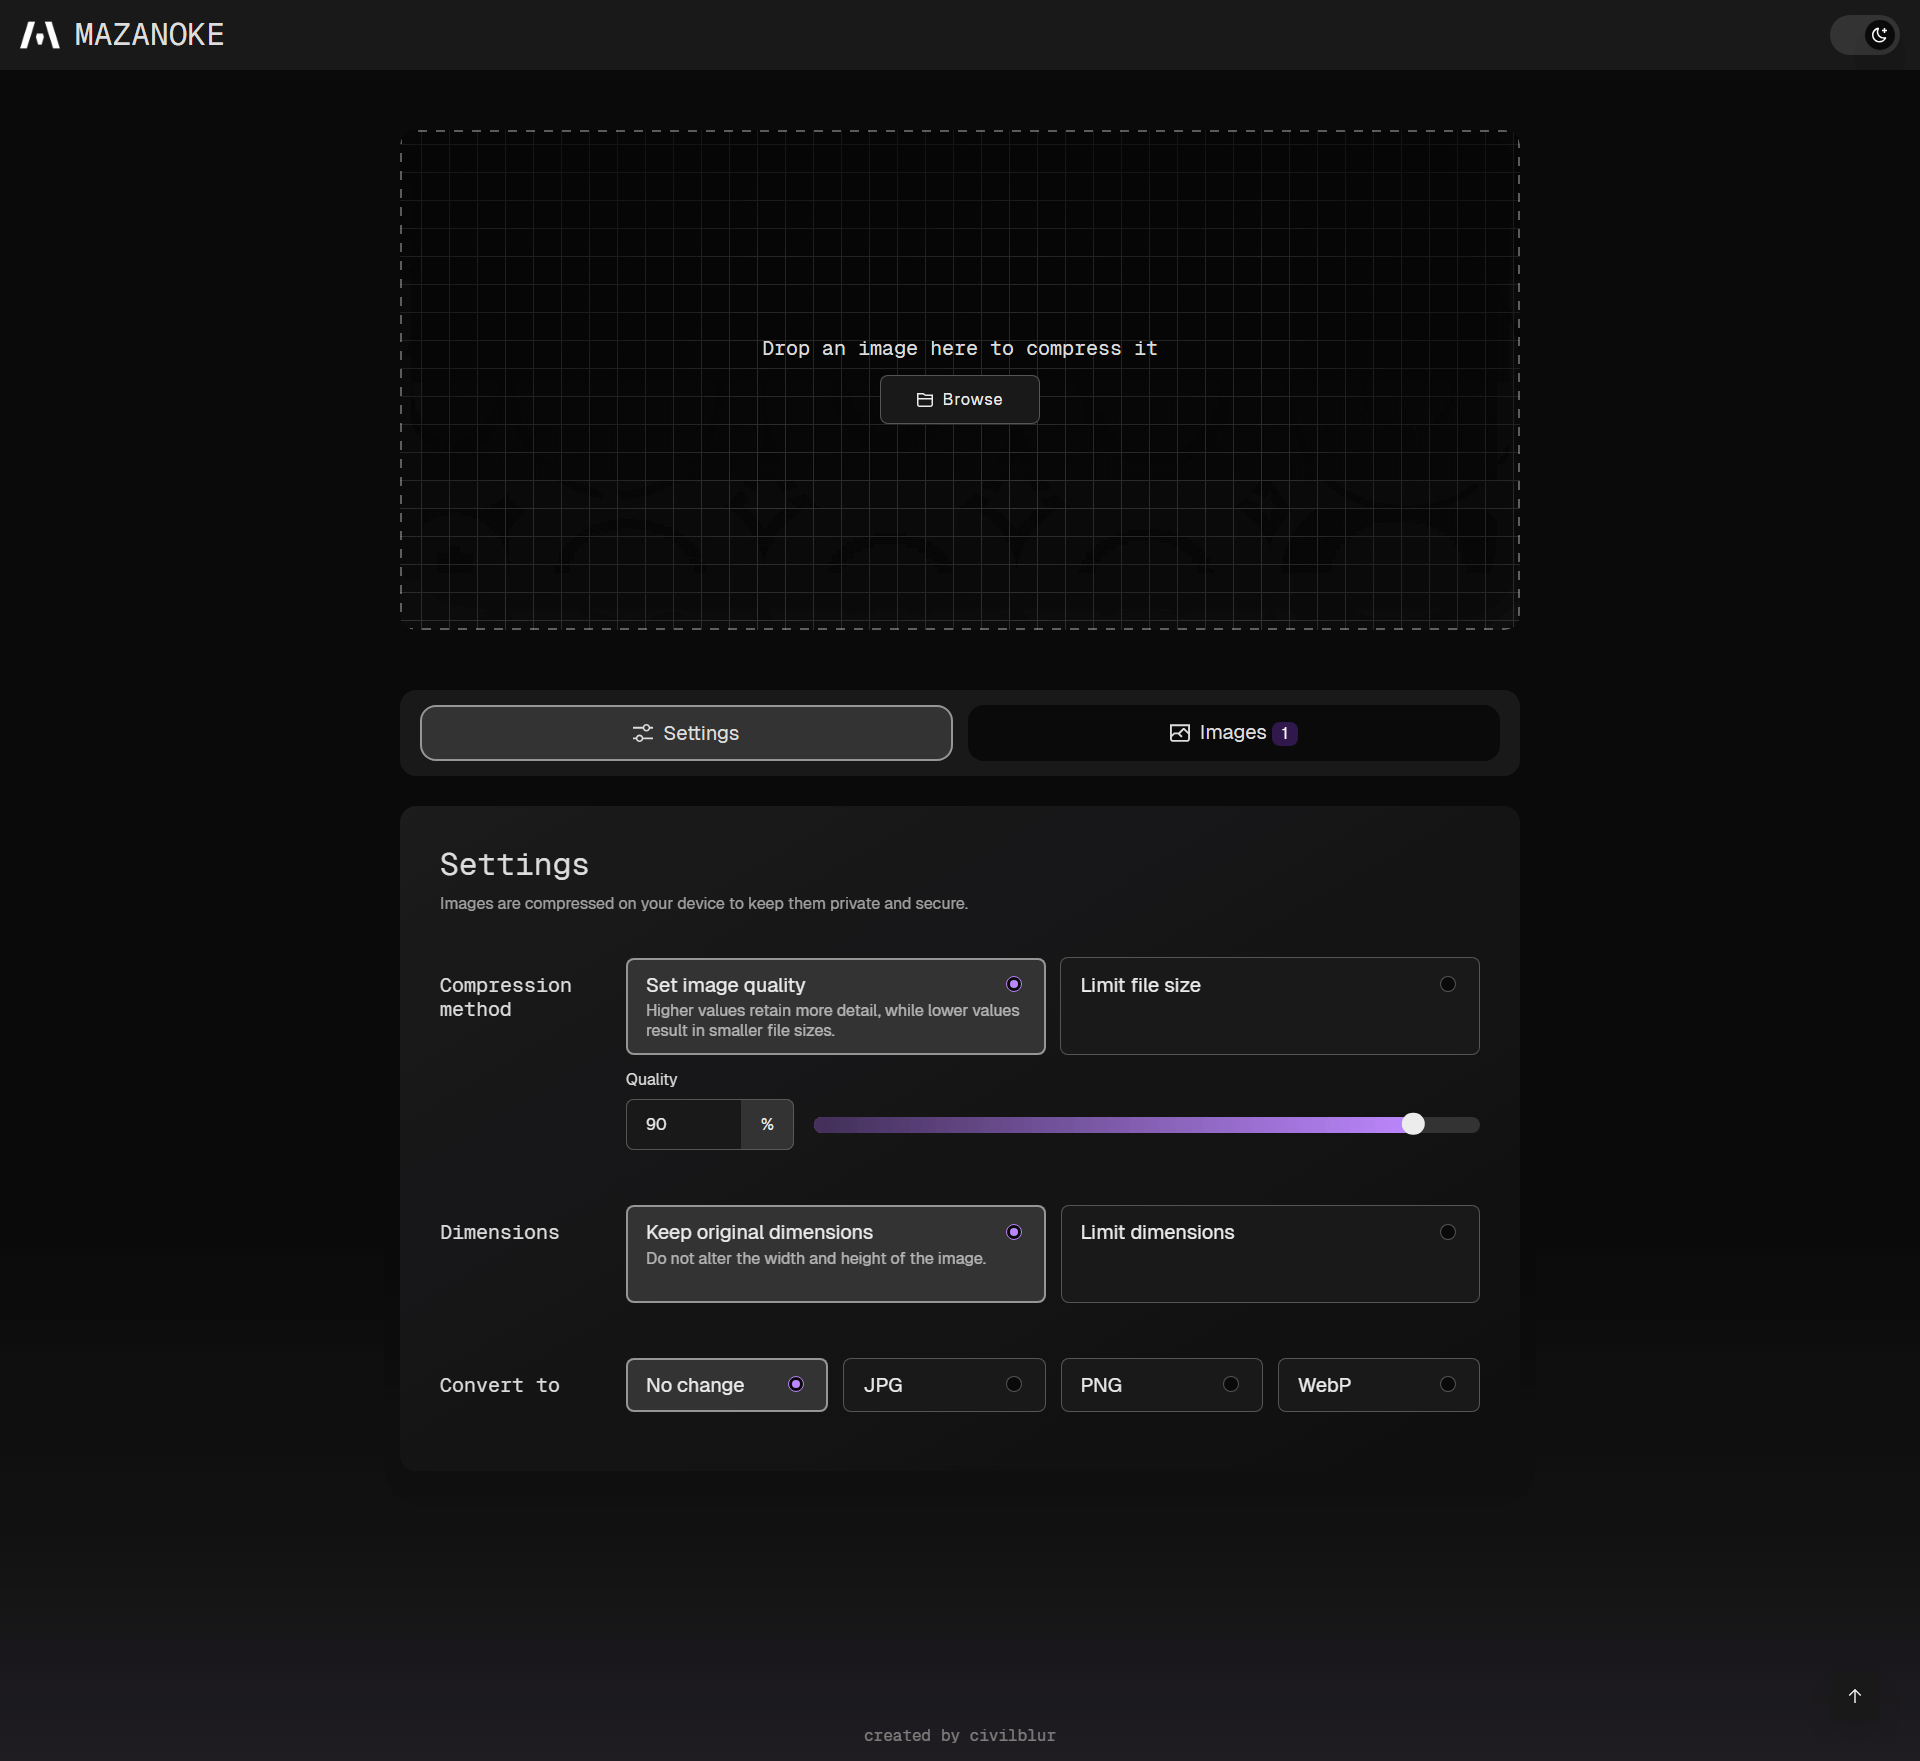 MAZANOKE
Drop an image here to compress it
Browse
Settings
Images 1
Settings
Images are compressed on your device to keep them private and secure.
Compression
method
Set image quality
Higher values retain more detail, while lower values
result in smaller file sizes.
Limit file size
Quality
90 %
Dimensions
Keep original dimensions
Do not alter the width and height of the image.
Limit dimensions
Convert to
No change
JPG
PNG
WebP
created by civilblur